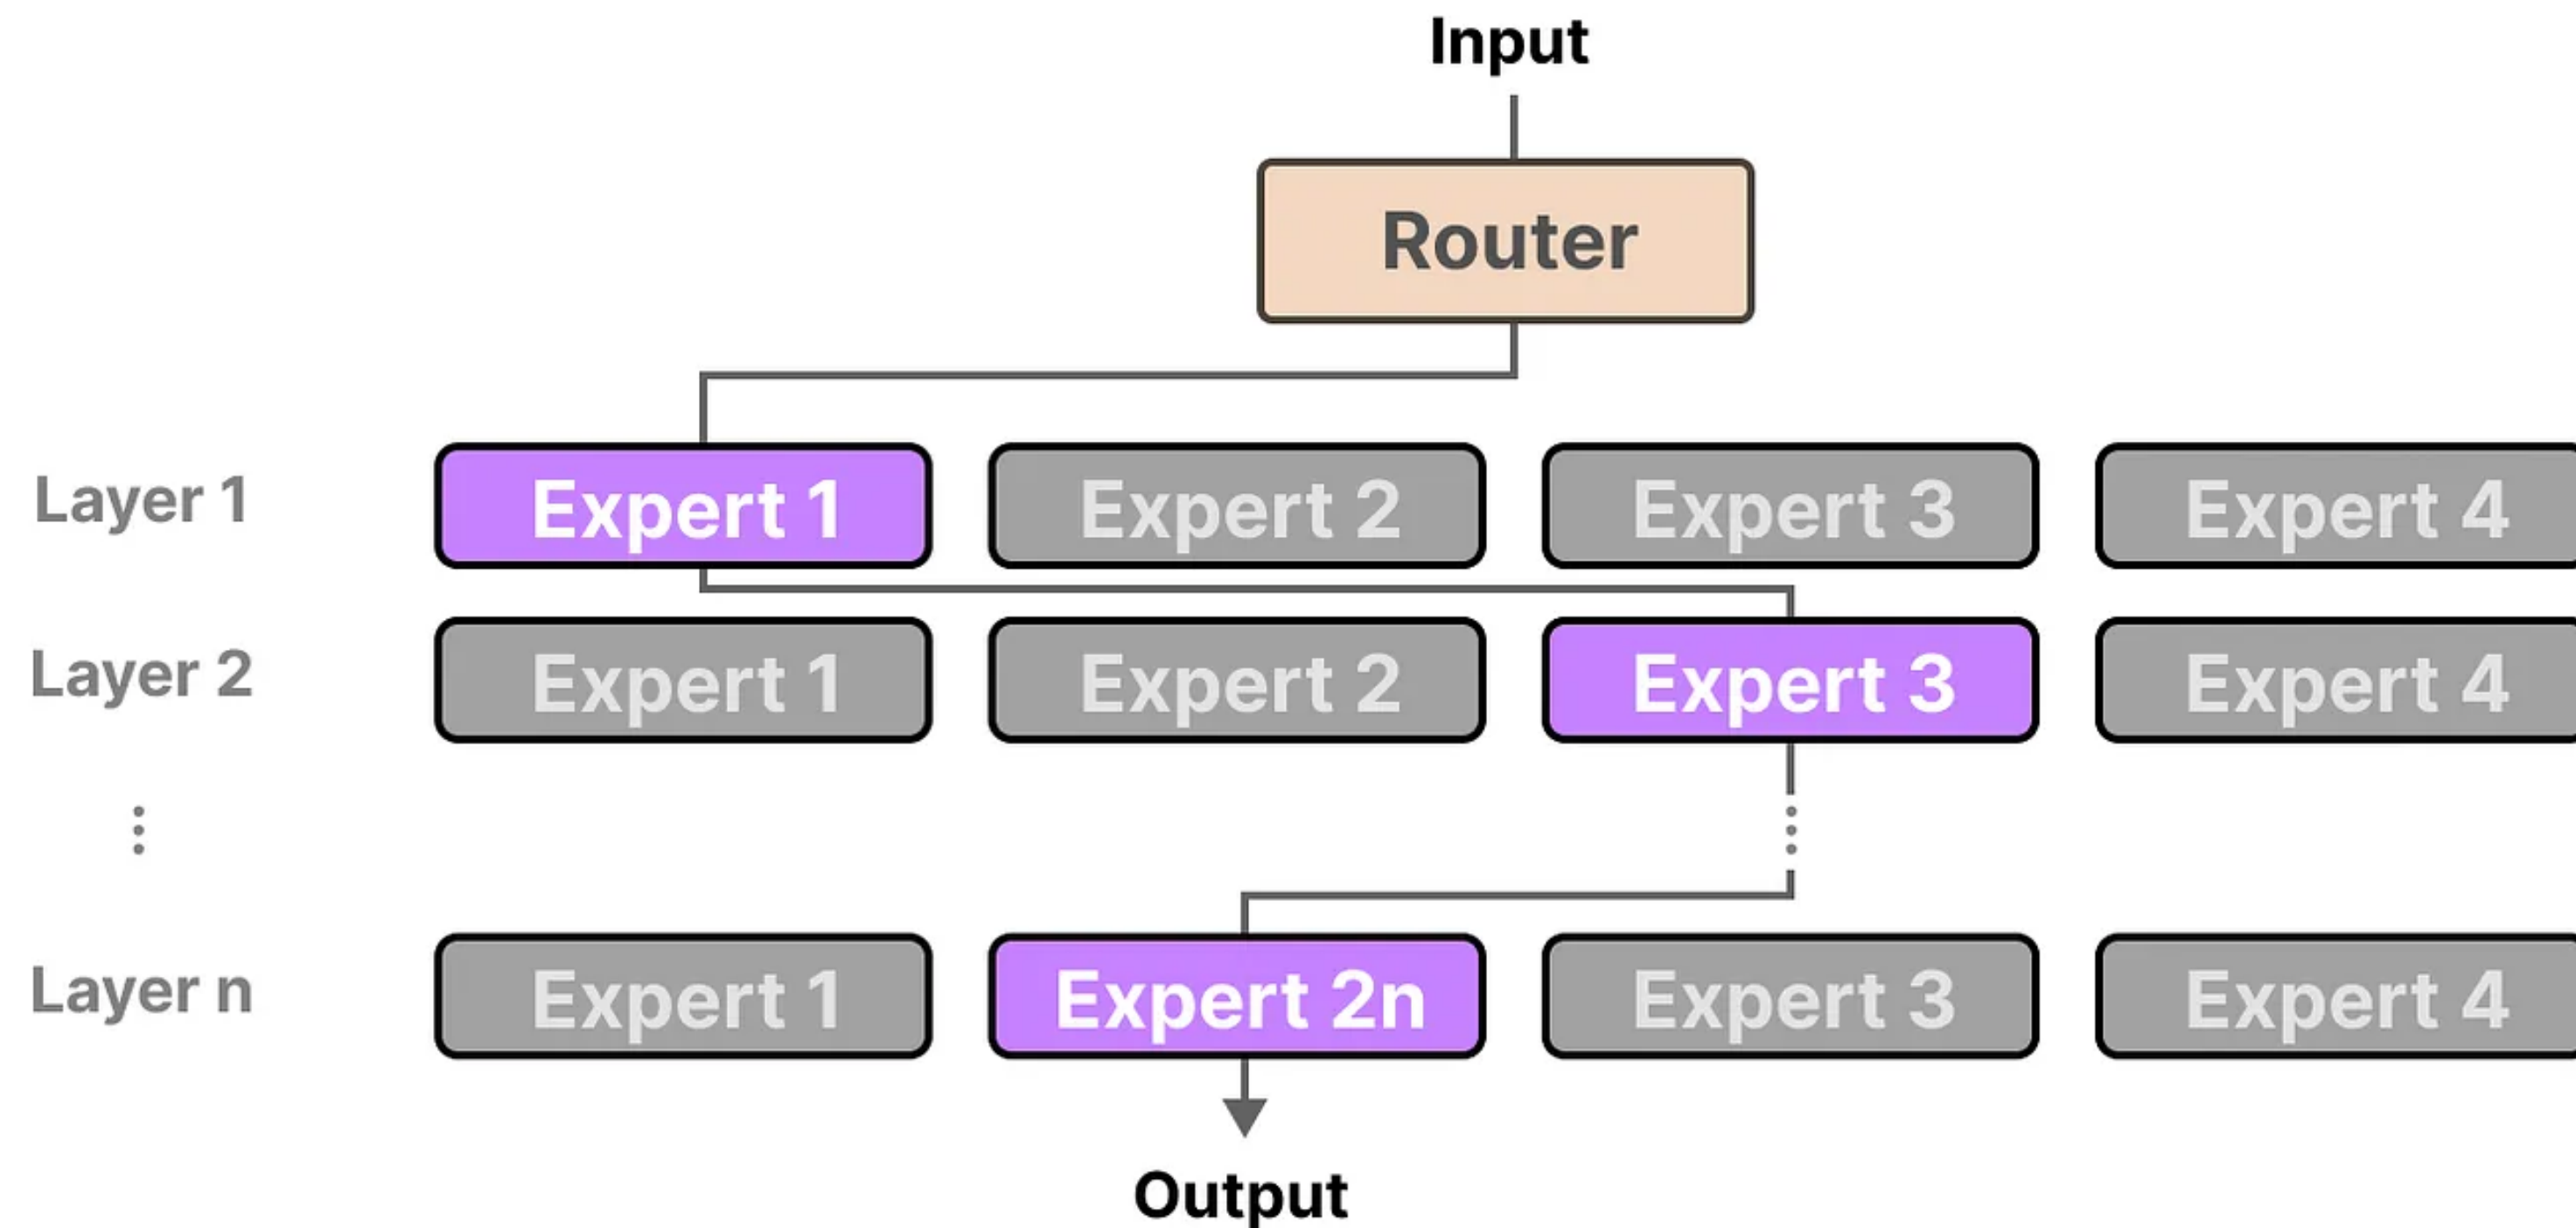 Input
Router
Layer 1 Expert 1 Expert 2 Expert 3 Expert 4
Layer 2 Expert 1 Expert 2 Expert 3 Expert 4
Layer n Expert 1 Expert 2n Expert 3 Expert 4
Output